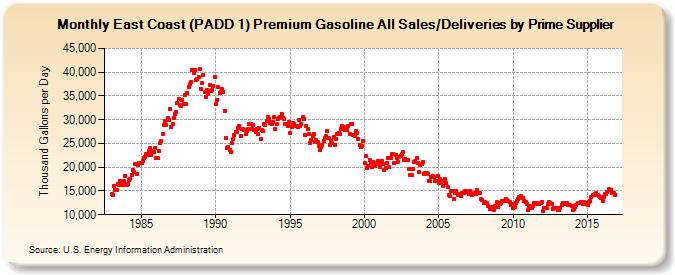 Monthly East Coast (PADD 1) Premium Gasoline All Sales/Deliveries by Prime Supplier
Thousand Gallons per Day
45,000
40,000
35,000
30,000
25,000
20,000
15,000
10,000
1985 1990 1995 2000 2005 2010 2015
Source: U.S. Energy Information Administration